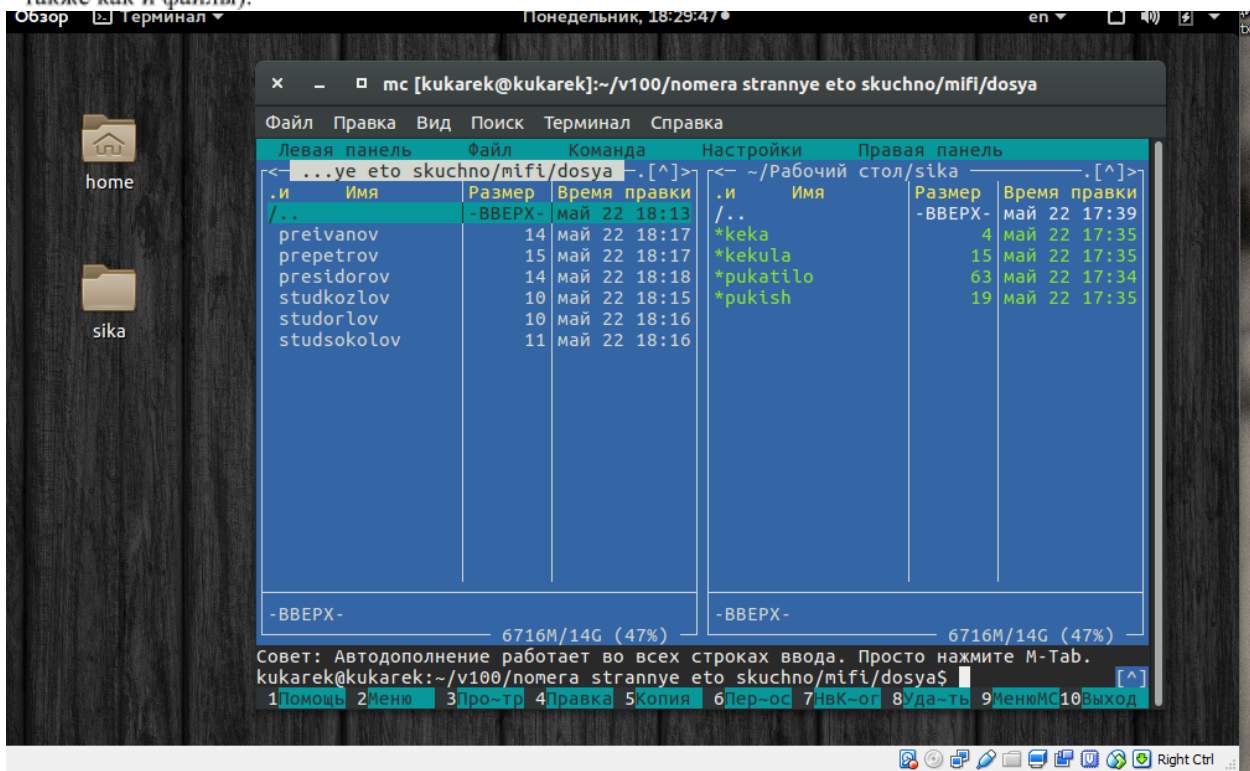 также как и файлы).
Обзор Терминал Понедельник, 18:29:47 en
mc [kukarek@kukarek]:~/v100/nomera strannye eto skuchno/mifi/dosya
Файл Правка Вид Поиск Терминал Справка
Левая панель Файл Команда Настройки Правая панель
<─ ...ye eto skuchno/mifi/dosya ─.[^]> <─ ~/Рабочий стол/sika ─.[^]>
.и Имя Размер Время правки .и Имя Размер Время правки
/.. -ВВЕРХ- май 22 18:13 /.. -ВВЕРХ- май 22 17:39
preivanov 14 май 22 18:17 *keka 4 май 22 17:35
prepetrov 15 май 22 18:17 *kekula 15 май 22 17:35
presidorov 14 май 22 18:18 *pukatilo 63 май 22 17:34
studkozlov 10 май 22 18:15 *pukish 19 май 22 17:35
studorlov 10 май 22 18:16
studsokolov 11 май 22 18:16
home
sika
-ВВЕРХ- -ВВЕРХ-
6716M/14G (47%) 6716M/14G (47%)
Совет: Автодополнение работает во всех строках ввода. Просто нажмите M-Tab.
kukarek@kukarek:~/v100/nomera strannye eto skuchno/mifi/dosya$ [^]
1Помощь 2Меню 3Про~тр 4Правка 5Копия 6Пер~ос 7НвК~ог 8Уда~ть 9МенюMC 10Выход
Right Ctrl